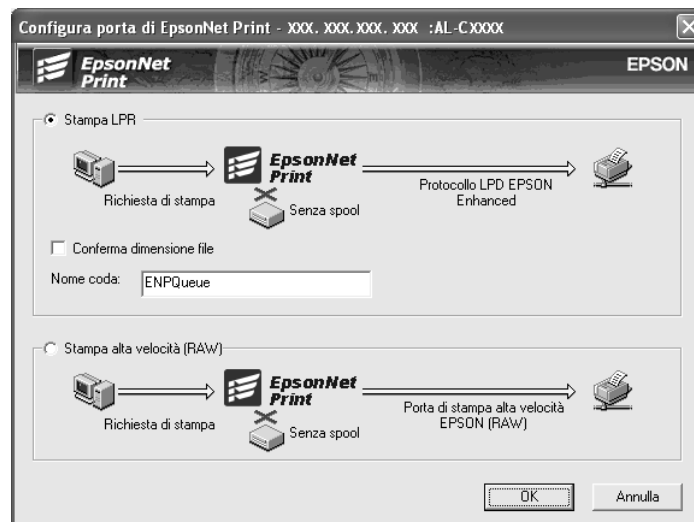 Configura porta di EpsonNet Print - XXX. XXX. XXX. XXX :AL-CXXXX
EpsonNet
Print
EPSON
Stampa LPR
EpsonNet
Print
Richiesta di stampa
Senza spool
Protocollo LPD EPSON
Enhanced
Conferma dimensione file
Nome coda:
ENPQueue
Stampa alta velocità (RAW)
EpsonNet
Print
Richiesta di stampa
Senza spool
Porta di stampa alta velocità
EPSON (RAW)
OK
Annulla